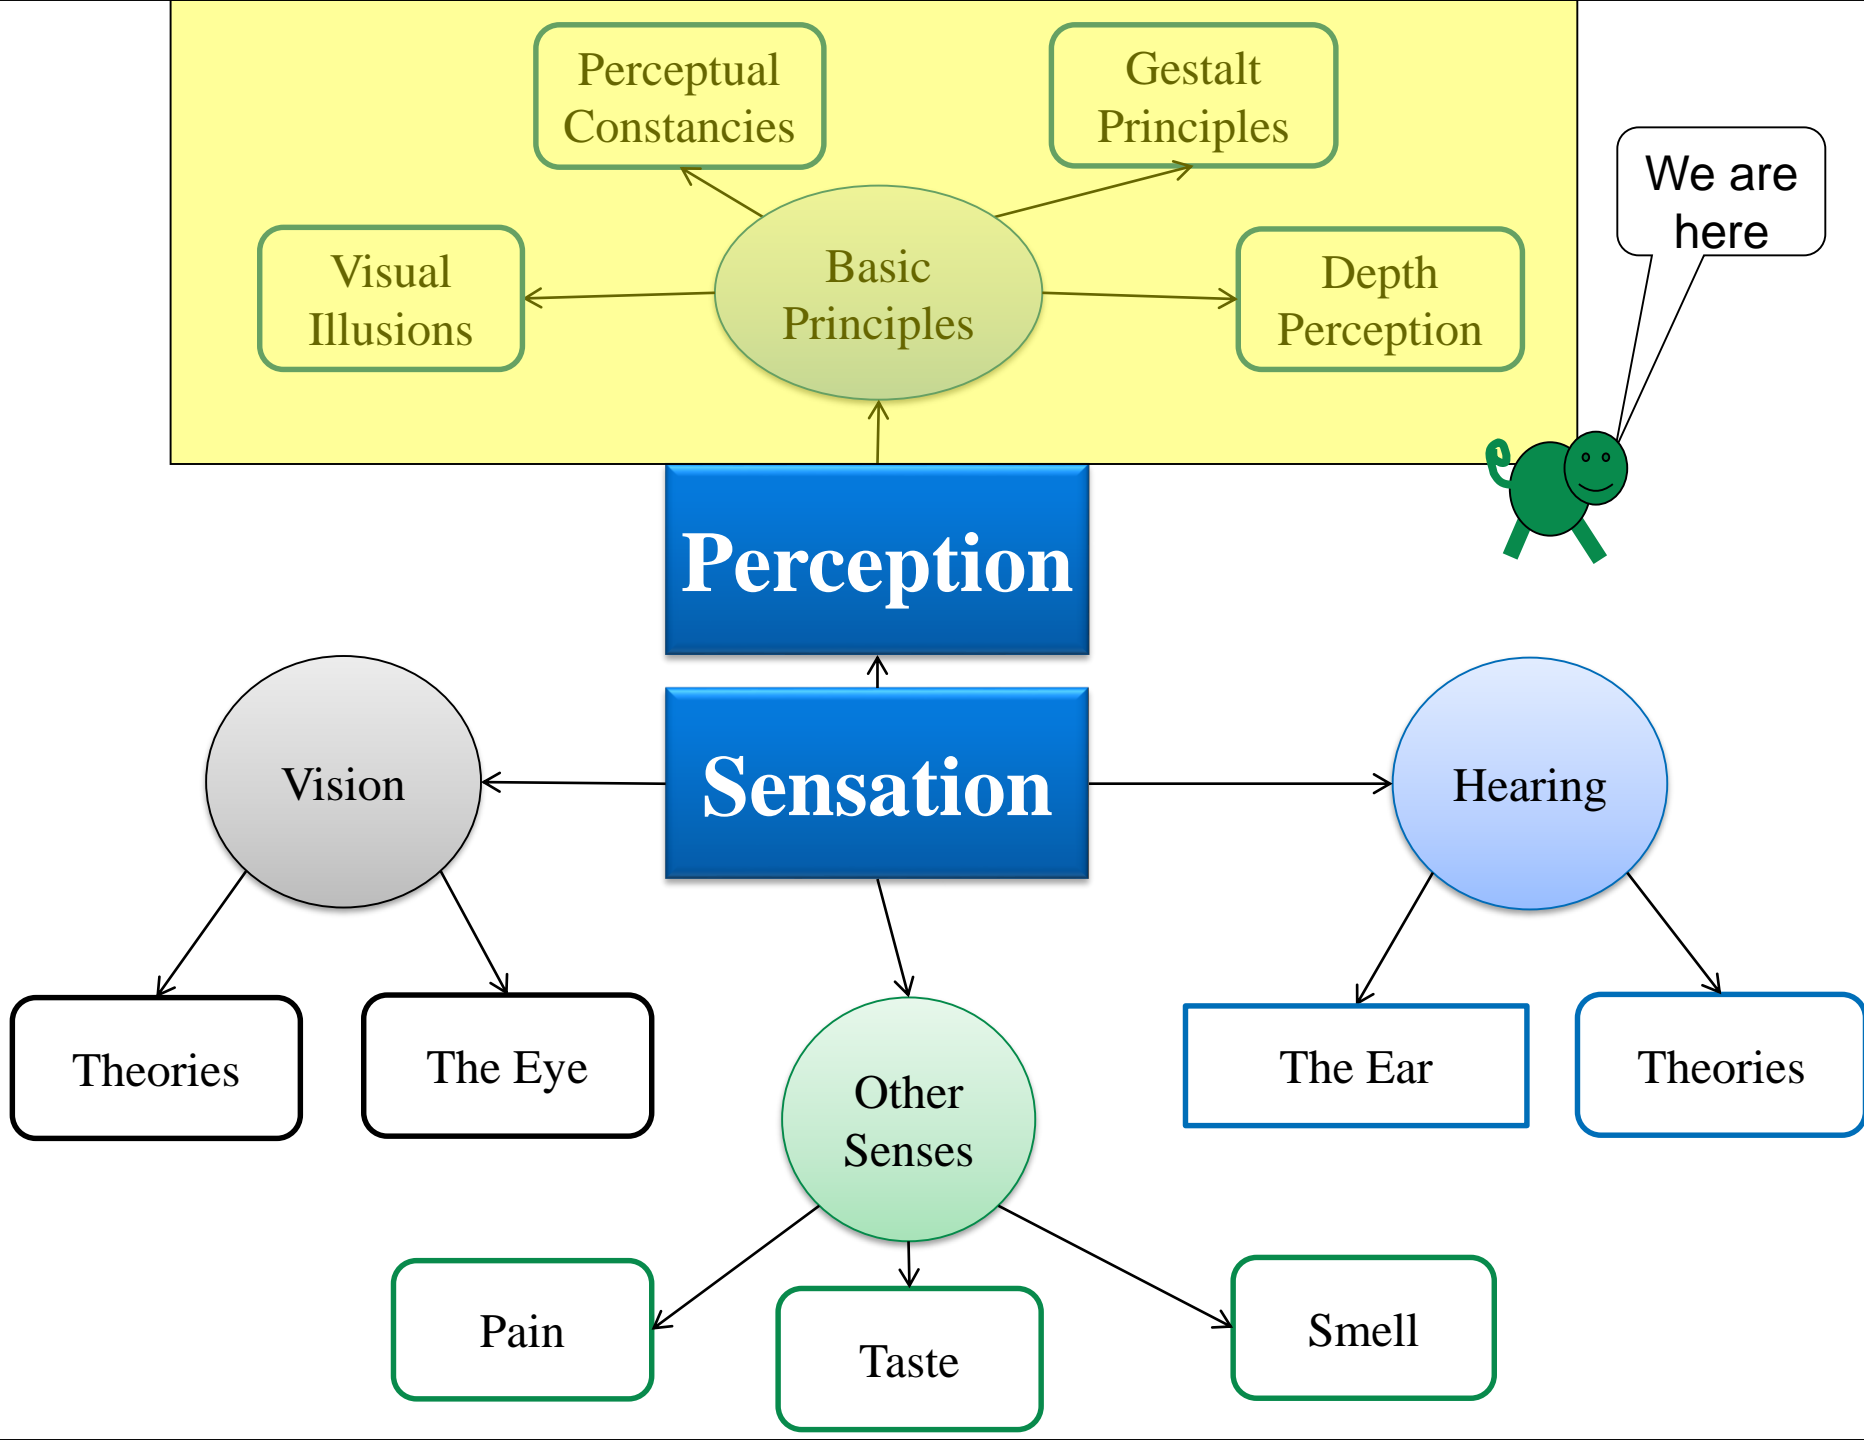 Perceptual
Constancies
Gestalt
Principles
We are
here
Visual
Illusions
Basic
Principles
Depth
Perception
Perception
Sensation
Vision
Hearing
Theories
The Eye
Other
Senses
The Ear
Theories
Pain
Taste
Smell